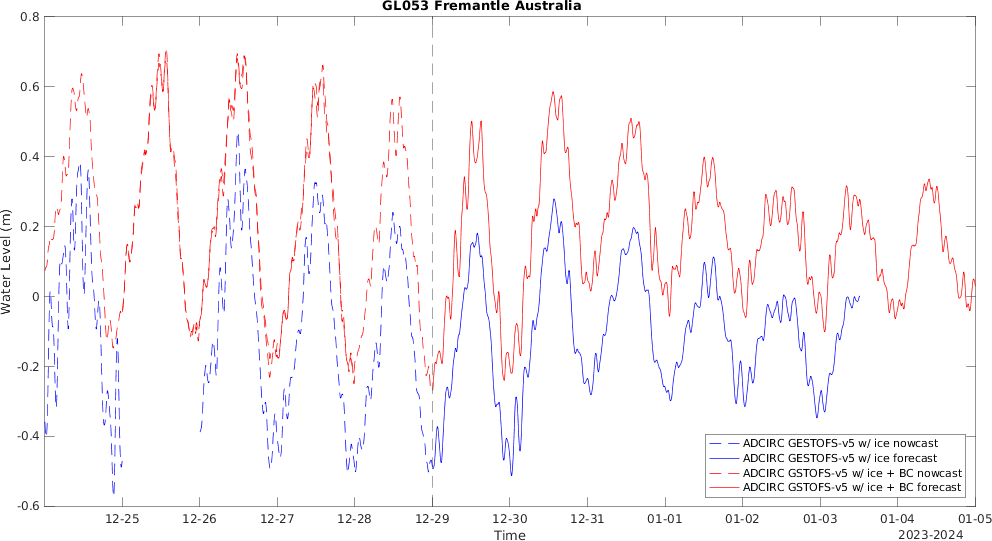 GL053 Fremantle Australia
0.8
0.6
0.4
0.2
0
-0.2
-0.4
-0.6
Water Level (m)
ADCIRC GESTOFS-v5 w/ ice nowcast
ADCIRC GESTOFS-v5 w/ ice forecast
ADCIRC GSTOFS-v5 w/ ice + BC nowcast
ADCIRC GSTOFS-v5 w/ ice + BC forecast
12-25 12-26 12-27 12-28 12-29 12-30 12-31 01-01 01-02 01-03 01-04 01-05
Time
2023-2024